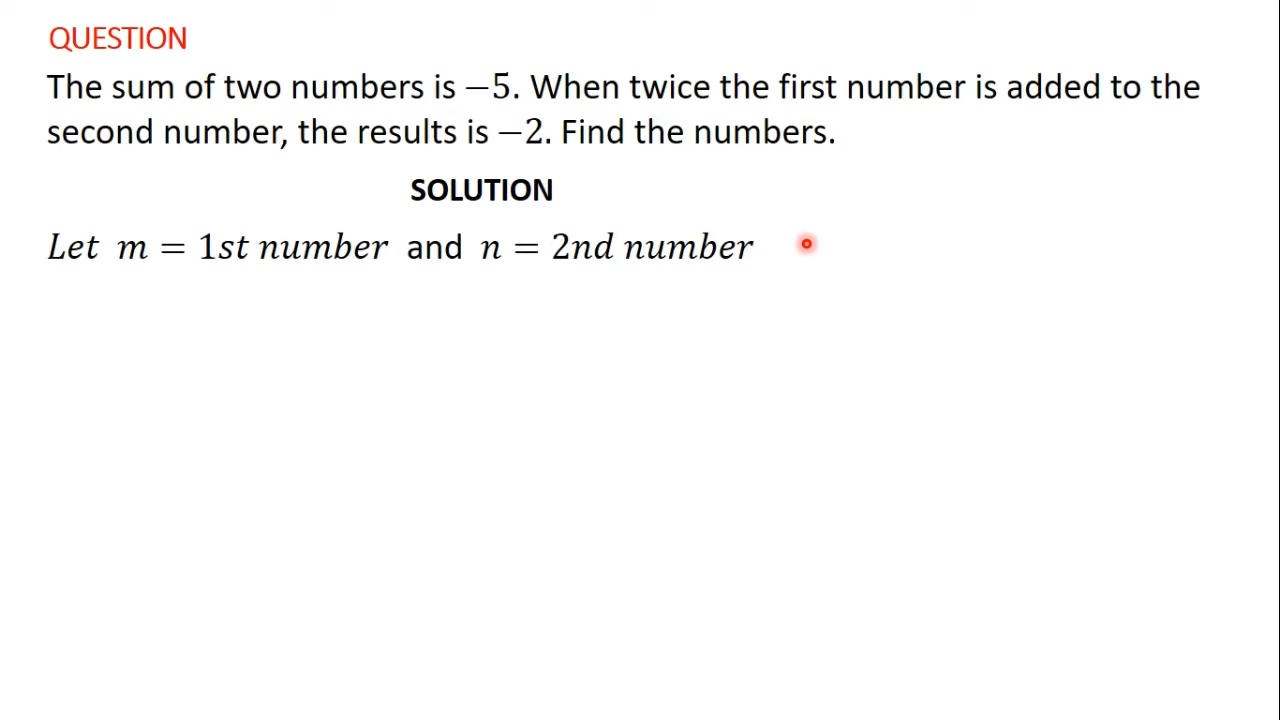 QUESTION
The sum of two numbers is −5. When twice the first number is added to the
second number, the results is −2. Find the numbers.
SOLUTION
Let m = 1st number and n = 2nd number